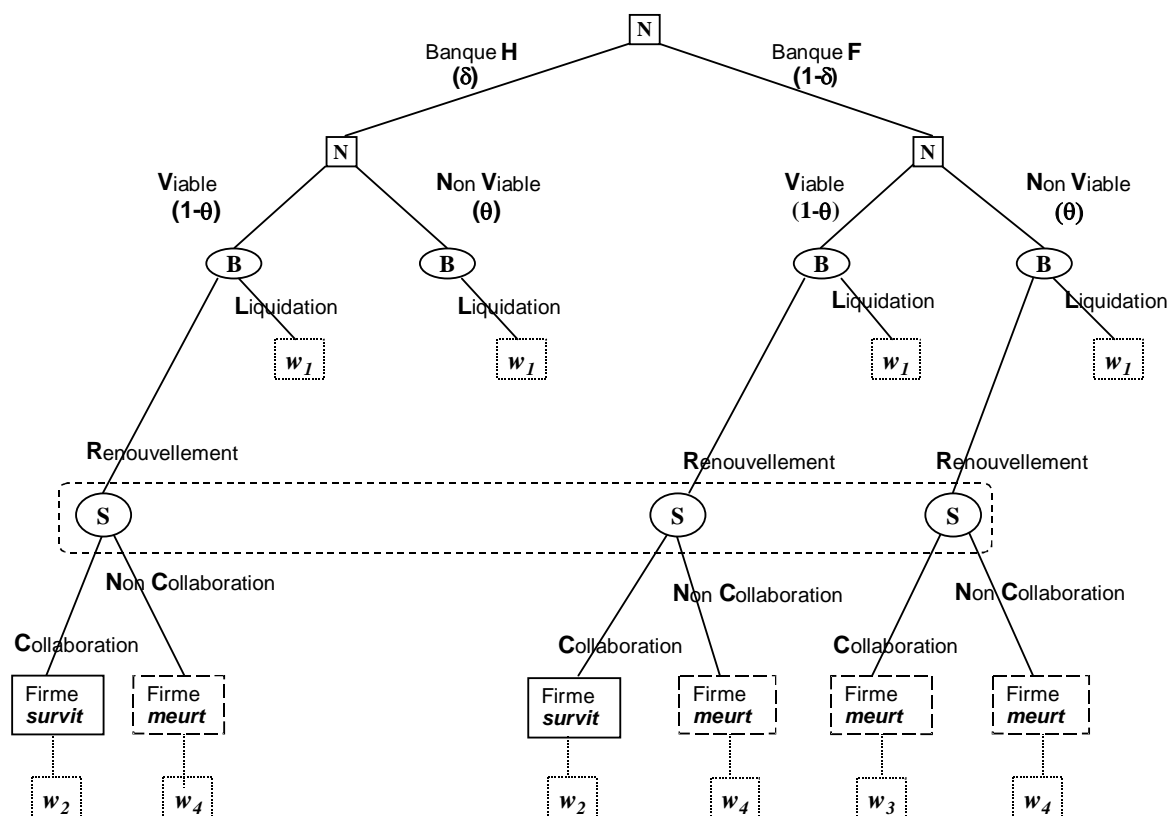 N
Banque H
(δ)
Banque F
(1-δ)
N
N
Viable
(1-θ)
Non Viable
(θ)
Viable
(1-θ)
Non Viable
(θ)
B
B
B
B
Liquidation
Liquidation
Liquidation
Liquidation
w1
w1
w1
w1
Renouvellement
Renouvellement
Renouvellement
S
S
S
Non Collaboration
Non Collaboration
Non Collaboration
Collaboration
Collaboration
Collaboration
Firme
survit
Firme
meurt
Firme
survit
Firme
meurt
Firme
meurt
Firme
meurt
w2
w4
w2
w4
w3
w4